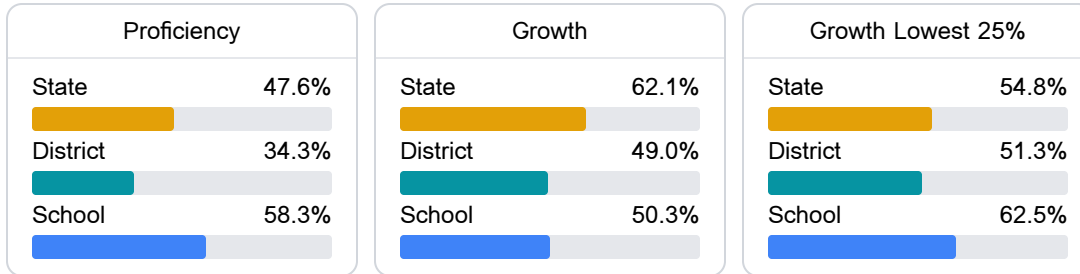 Proficiency
State 47.6%
District 34.3%
School 58.3%
Growth
State 62.1%
District 49.0%
School 50.3%
Growth Lowest 25%
State 54.8%
District 51.3%
School 62.5%